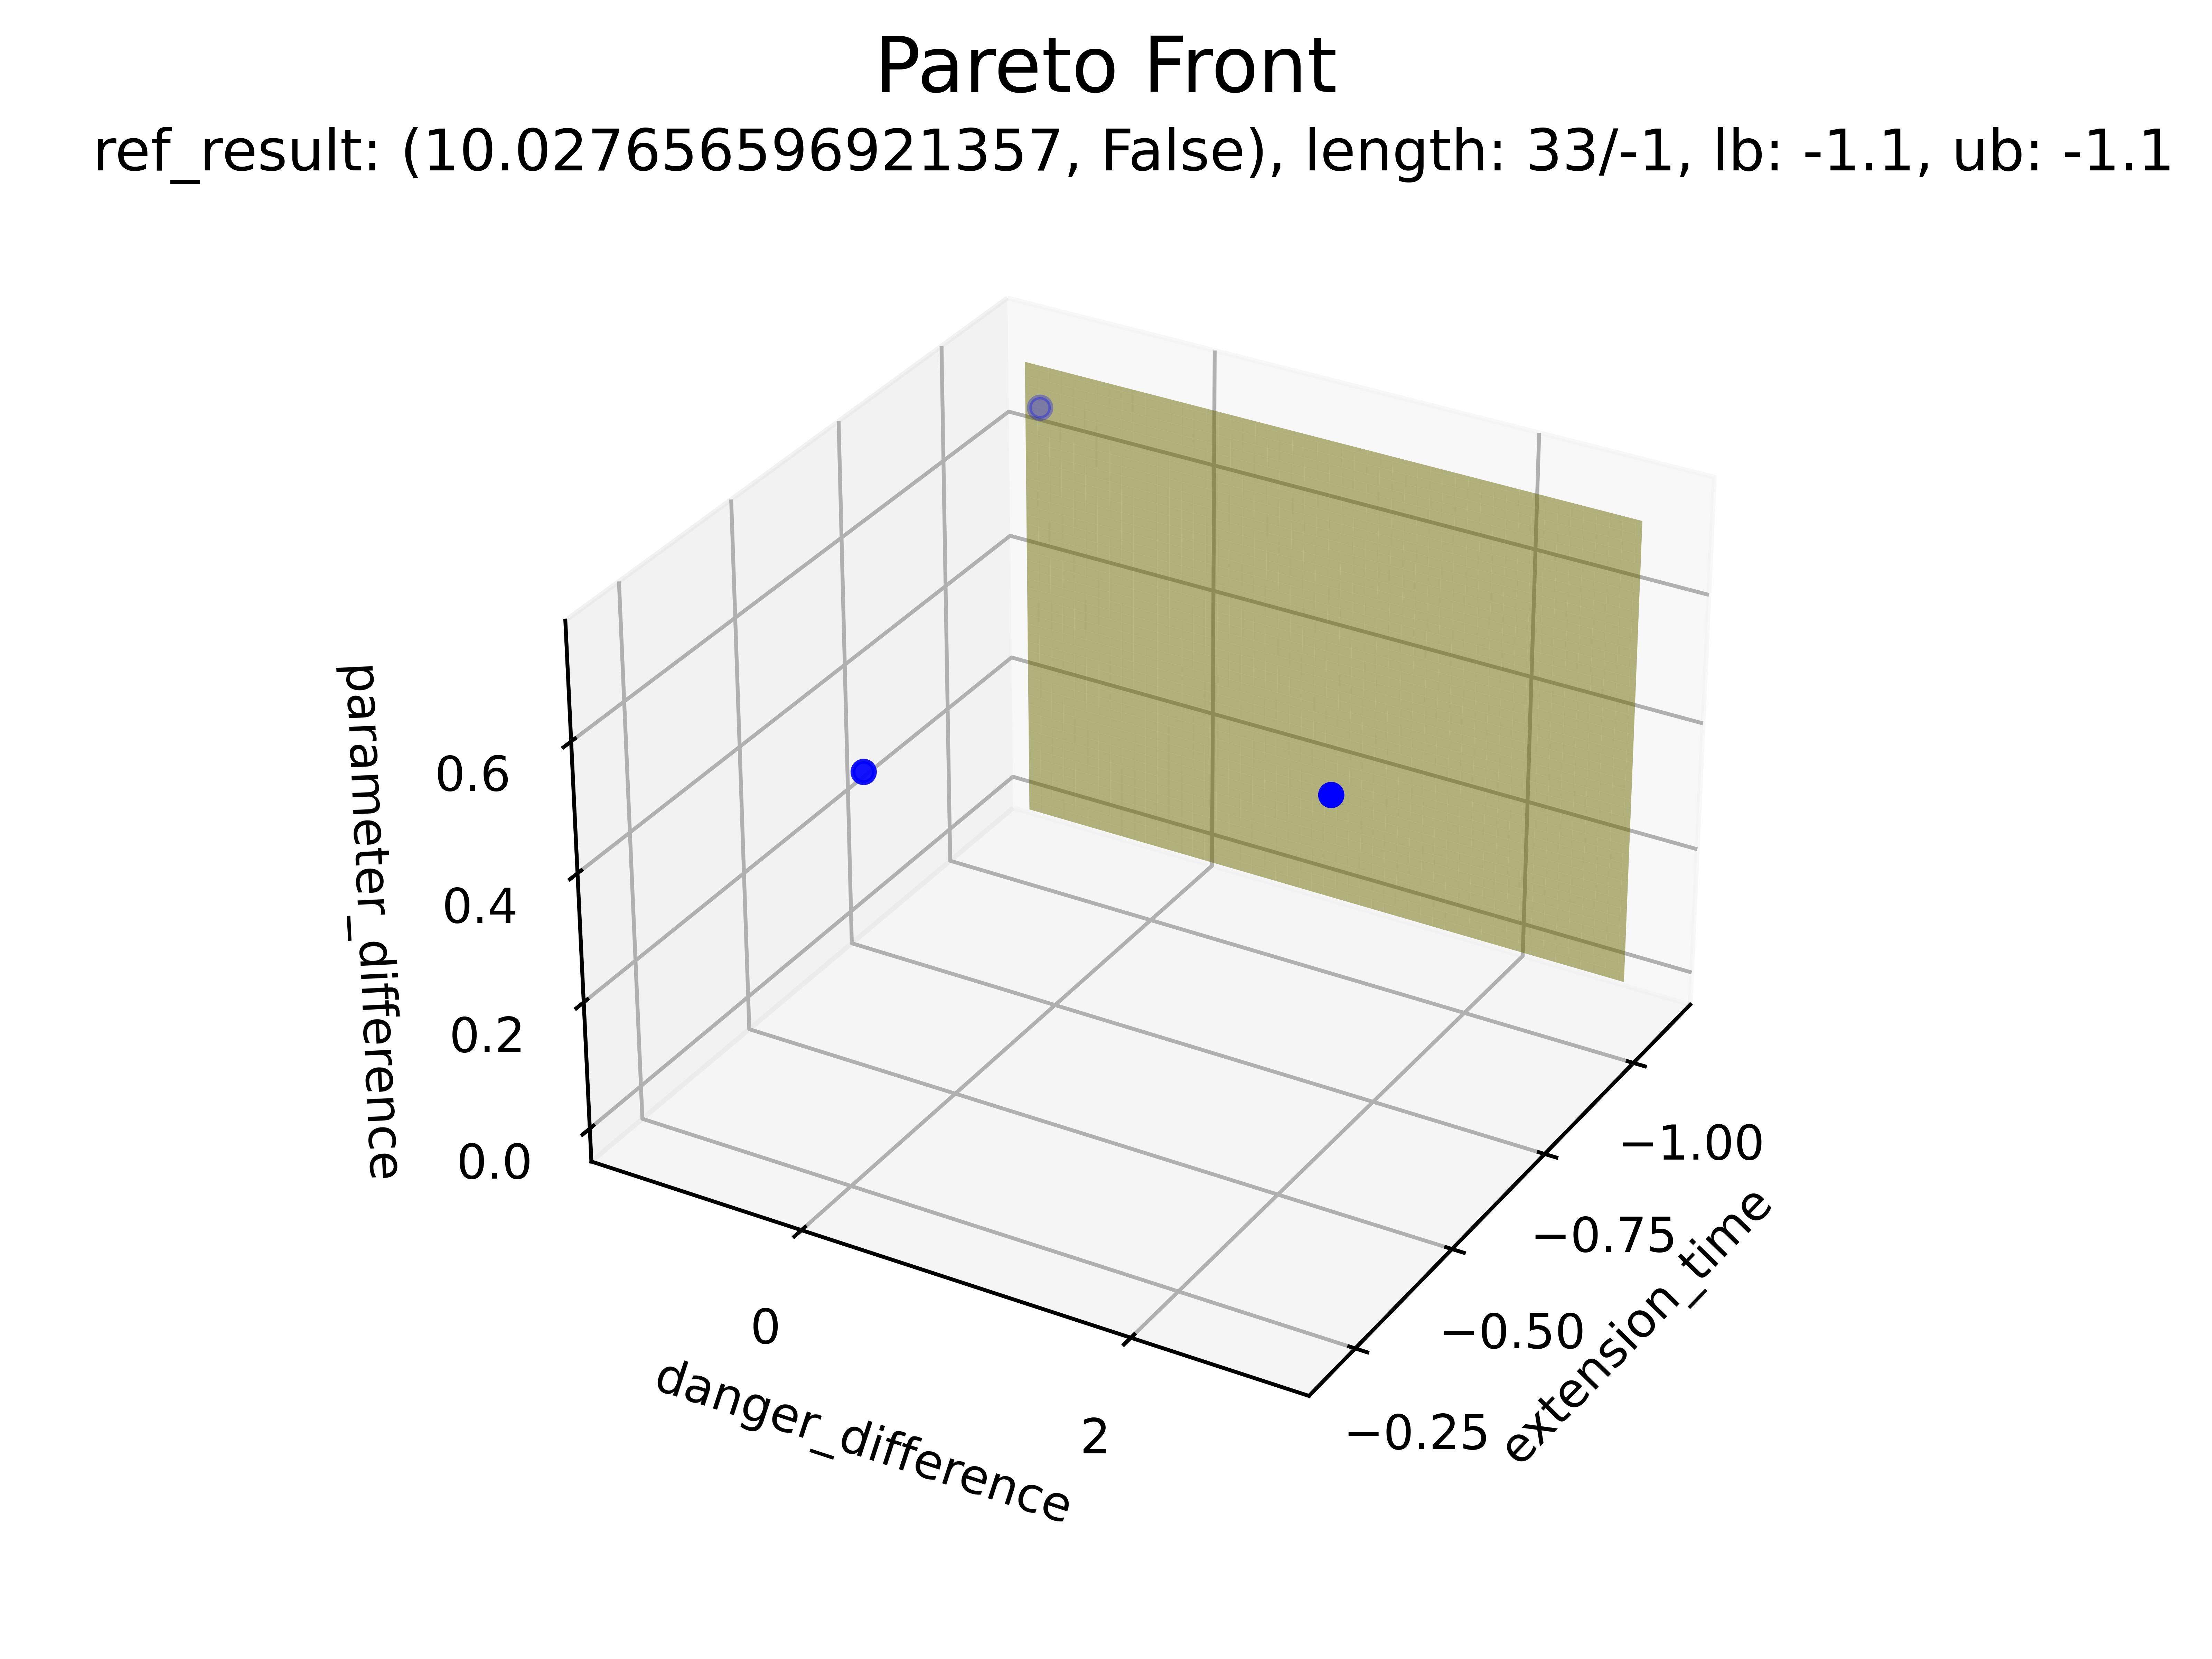 Pareto Front
ref_result: (10.027656596921357, False), length: 33/-1, lb: -1.1, ub: -1.1
parameter_difference
0.6
0.4
0.2
0.0
0
2
danger_difference
−1.00
−0.75
−0.50
−0.25
extension_time